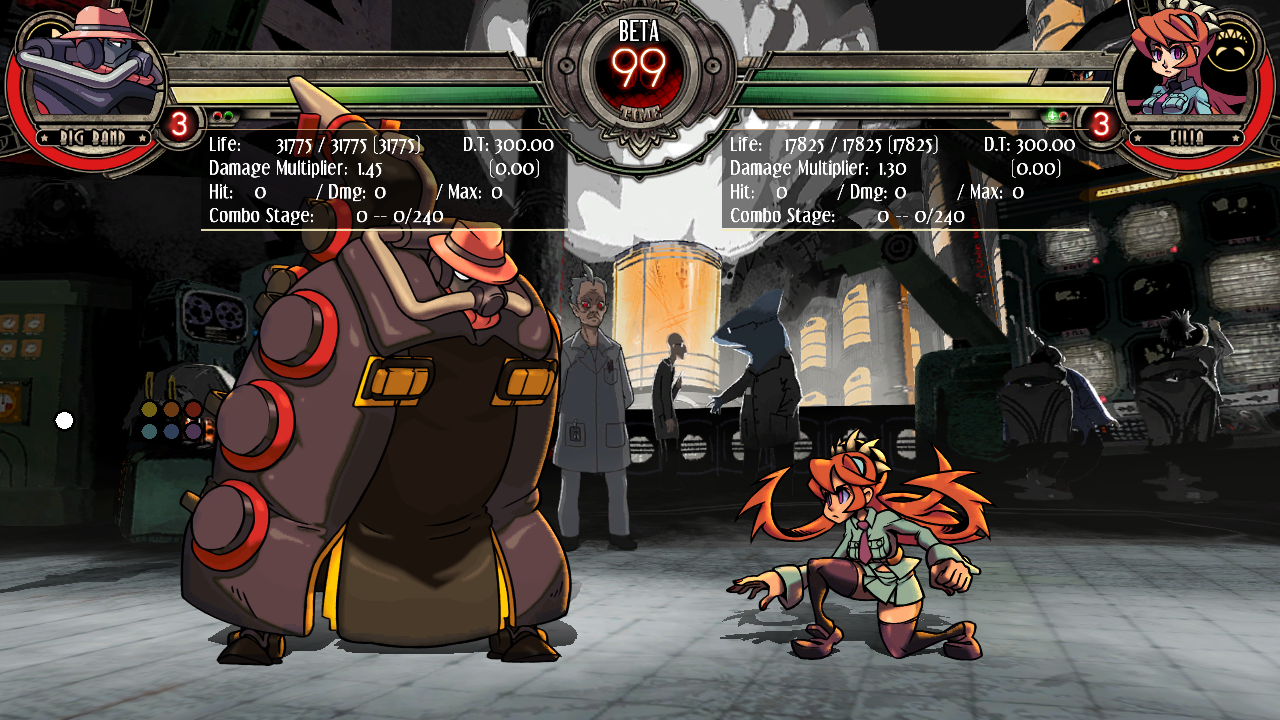 BETA
99
TIME
BIG BAND
3
3
FILIA
Life: 31775 / 31775 [31775] D.T: 300.00
Damage Multiplier: 1.45 [0.00]
Hit: 0 / Dmg: 0 / Max: 0
Combo Stage: 0 -- 0/240
Life: 17825 / 17825 [17825] D.T: 300.00
Damage Multiplier: 1.30 [0.00]
Hit: 0 / Dmg: 0 / Max: 0
Combo Stage: 0 -- 0/240